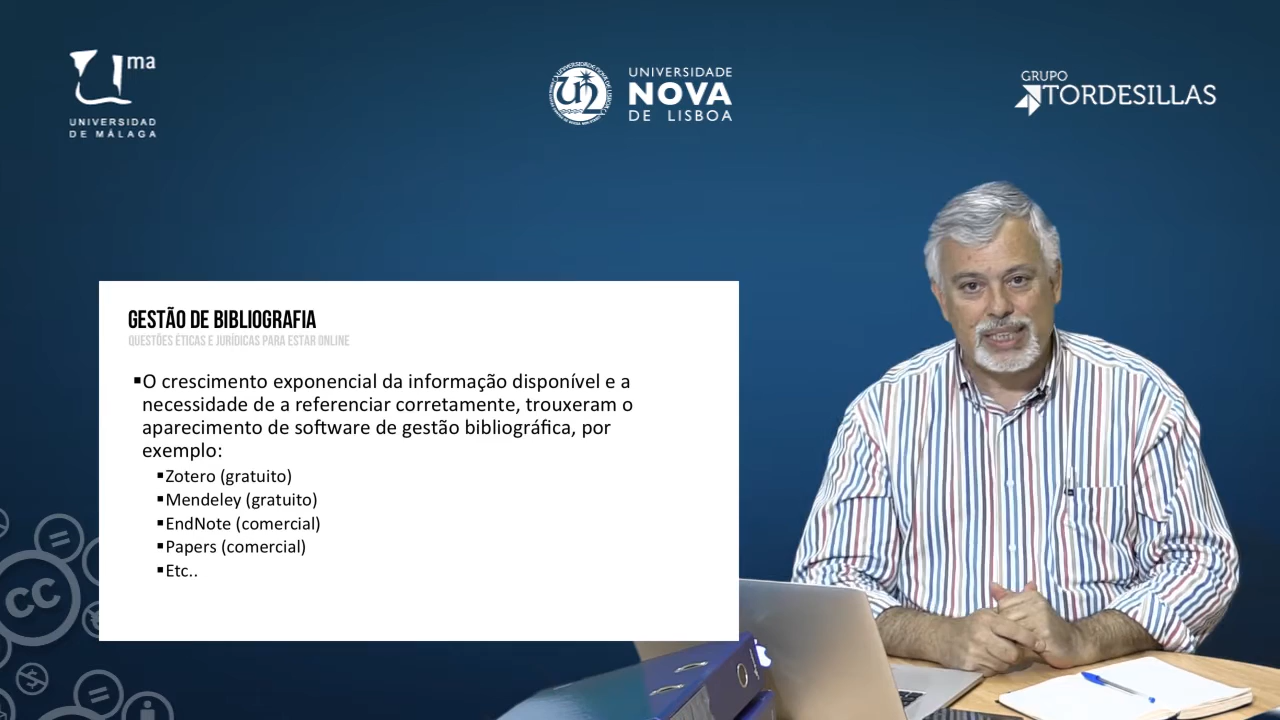 uma
UNIVERSIDAD
DE MÁLAGA
UNIVERSIDADE
NOVA
DE LISBOA
GRUPO
TORDESILLAS
GESTÃO DE BIBLIOGRAFIA
QUESTÕES ÉTICAS E JURÍDICAS PARA ESTAR ONLINE
▪O crescimento exponencial da informação disponível e a
necessidade de a referenciar corretamente, trouxeram o
aparecimento de software de gestão bibliográfica, por
exemplo:
▪Zotero (gratuito)
▪Mendeley (gratuito)
▪EndNote (comercial)
▪Papers (comercial)
▪Etc..
CC